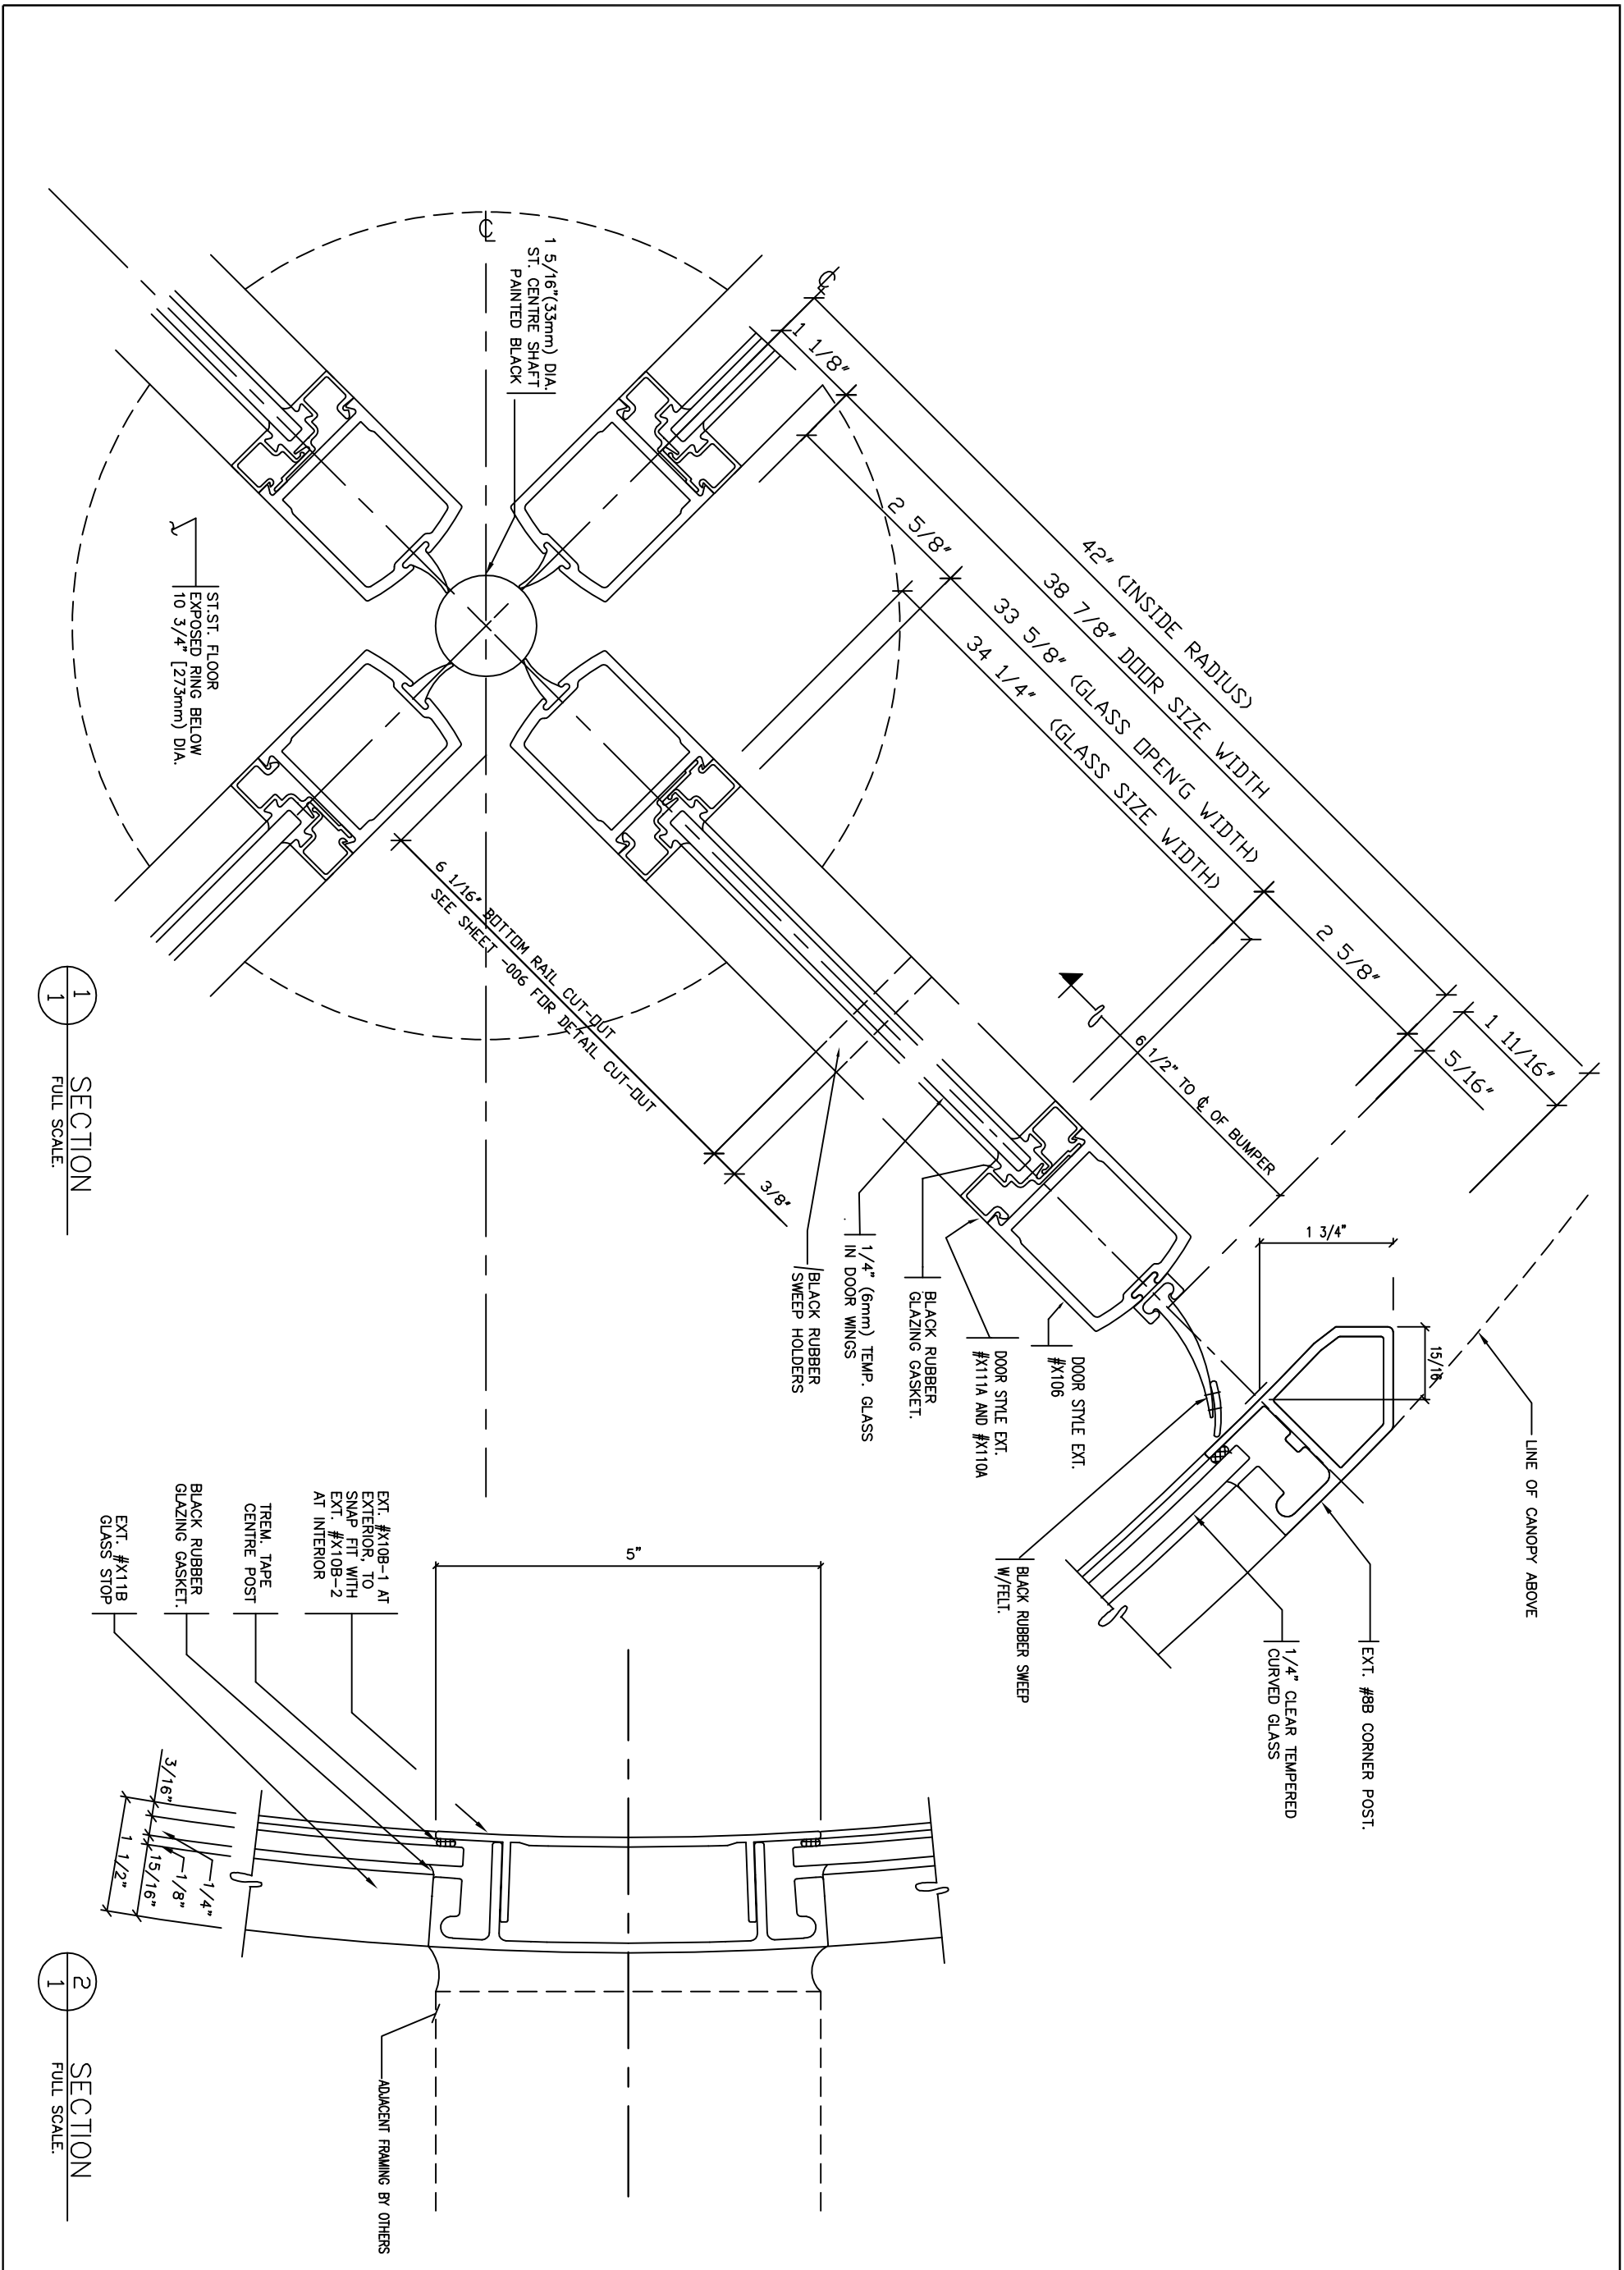 ℄
1 5/16"(33mm) DIA.
ST. CENTRE SHAFT
PAINTED BLACK
℄
1 1/8"
42" (INSIDE RADIUS)
38 7/8" DOOR SIZE WIDTH
2 5/8"
33 5/8" (GLASS OPEN'G WIDTH)
34 1/4" (GLASS SIZE WIDTH)
2 5/8"
1 11/16"
5/16"
6 1/2" TO ℄ OF BUMPER
1 3/4"
15/16
LINE OF CANOPY ABOVE
EXT. #8B CORNER POST.
1/4" CLEAR TEMPERED
CURVED GLASS
BLACK RUBBER SWEEP
W/FELT.
DOOR STYLE EXT.
#X106
DOOR STYLE EXT.
#X111A AND #X110A
BLACK RUBBER
GLAZING GASKET.
1/4" (6mm) TEMP. GLASS
IN DOOR WINGS
BLACK RUBBER
SWEEP HOLDERS
3/8"
6 1/16" BOTTOM RAIL CUT-OUT
SEE SHEET -006 FOR DETAIL CUT-OUT
ST.ST. FLOOR
EXPOSED RING BELOW
10 3/4" [273mm) DIA.
1
1
SECTION
FULL SCALE.
5"
EXT. #X10B-1 AT
EXTERIOR, TO
SNAP FIT WITH
EXT. #X10B-2
AT INTERIOR
TREM. TAPE
CENTRE POST
BLACK RUBBER
GLAZING GASKET.
EXT. #X11B
GLASS STOP
3/16"
1/4"
1/8"
15/16"
1 1/2"
ADJACENT FRAMING BY OTHERS
2
1
SECTION
FULL SCALE.